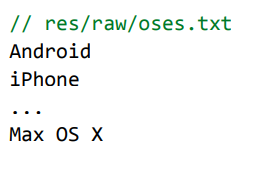 // res/raw/oses.txt
Android
iPhone
...
Max OS X